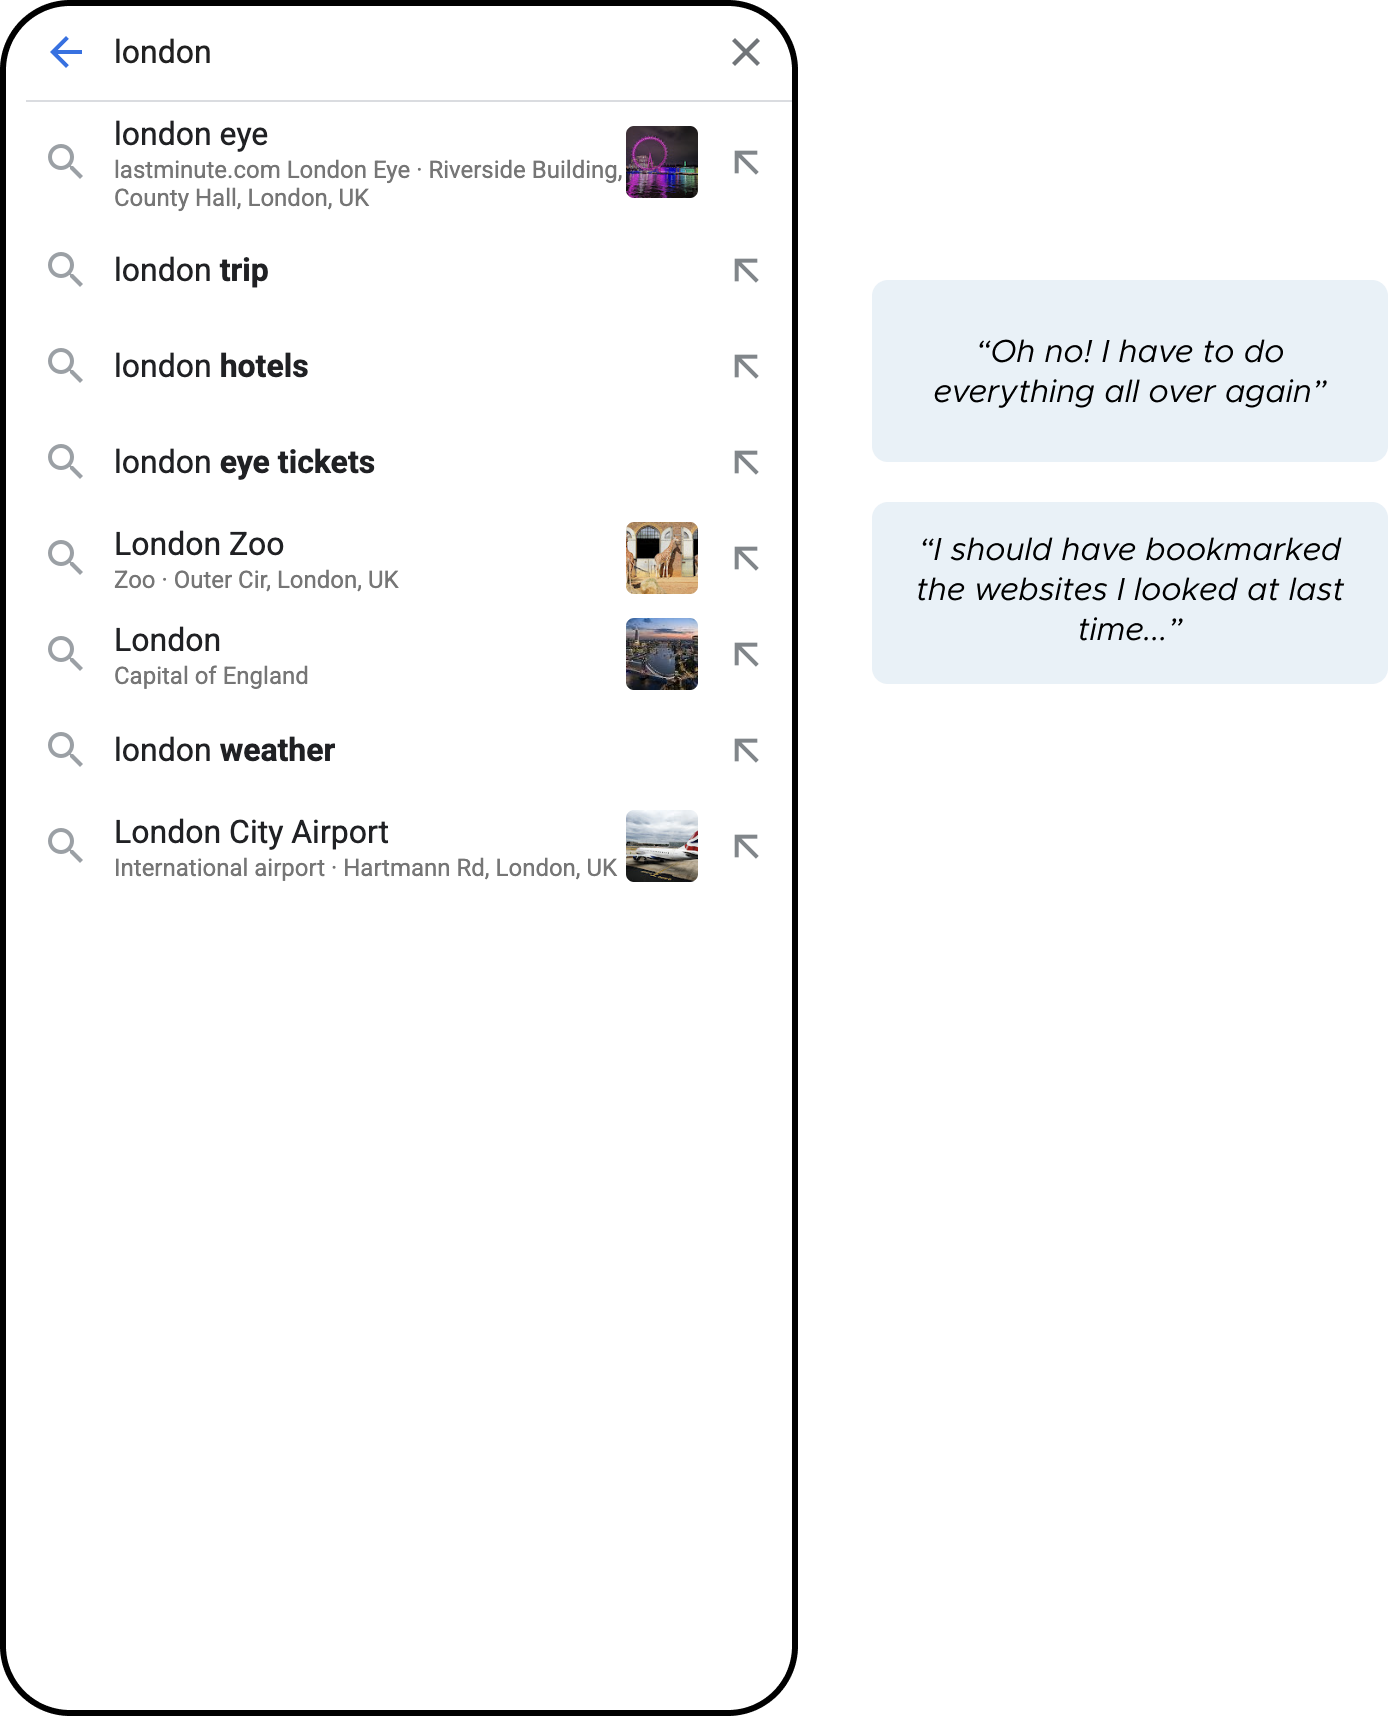 london
london eye
lastminute.com London Eye · Riverside Building,
County Hall, London, UK
london trip
london hotels
london eye tickets
London Zoo
Zoo · Outer Cir, London, UK
London
Capital of England
london weather
London City Airport
International airport · Hartmann Rd, London, UK
“Oh no! I have to do
everything all over again”
“I should have bookmarked
the websites I looked at last
time...”